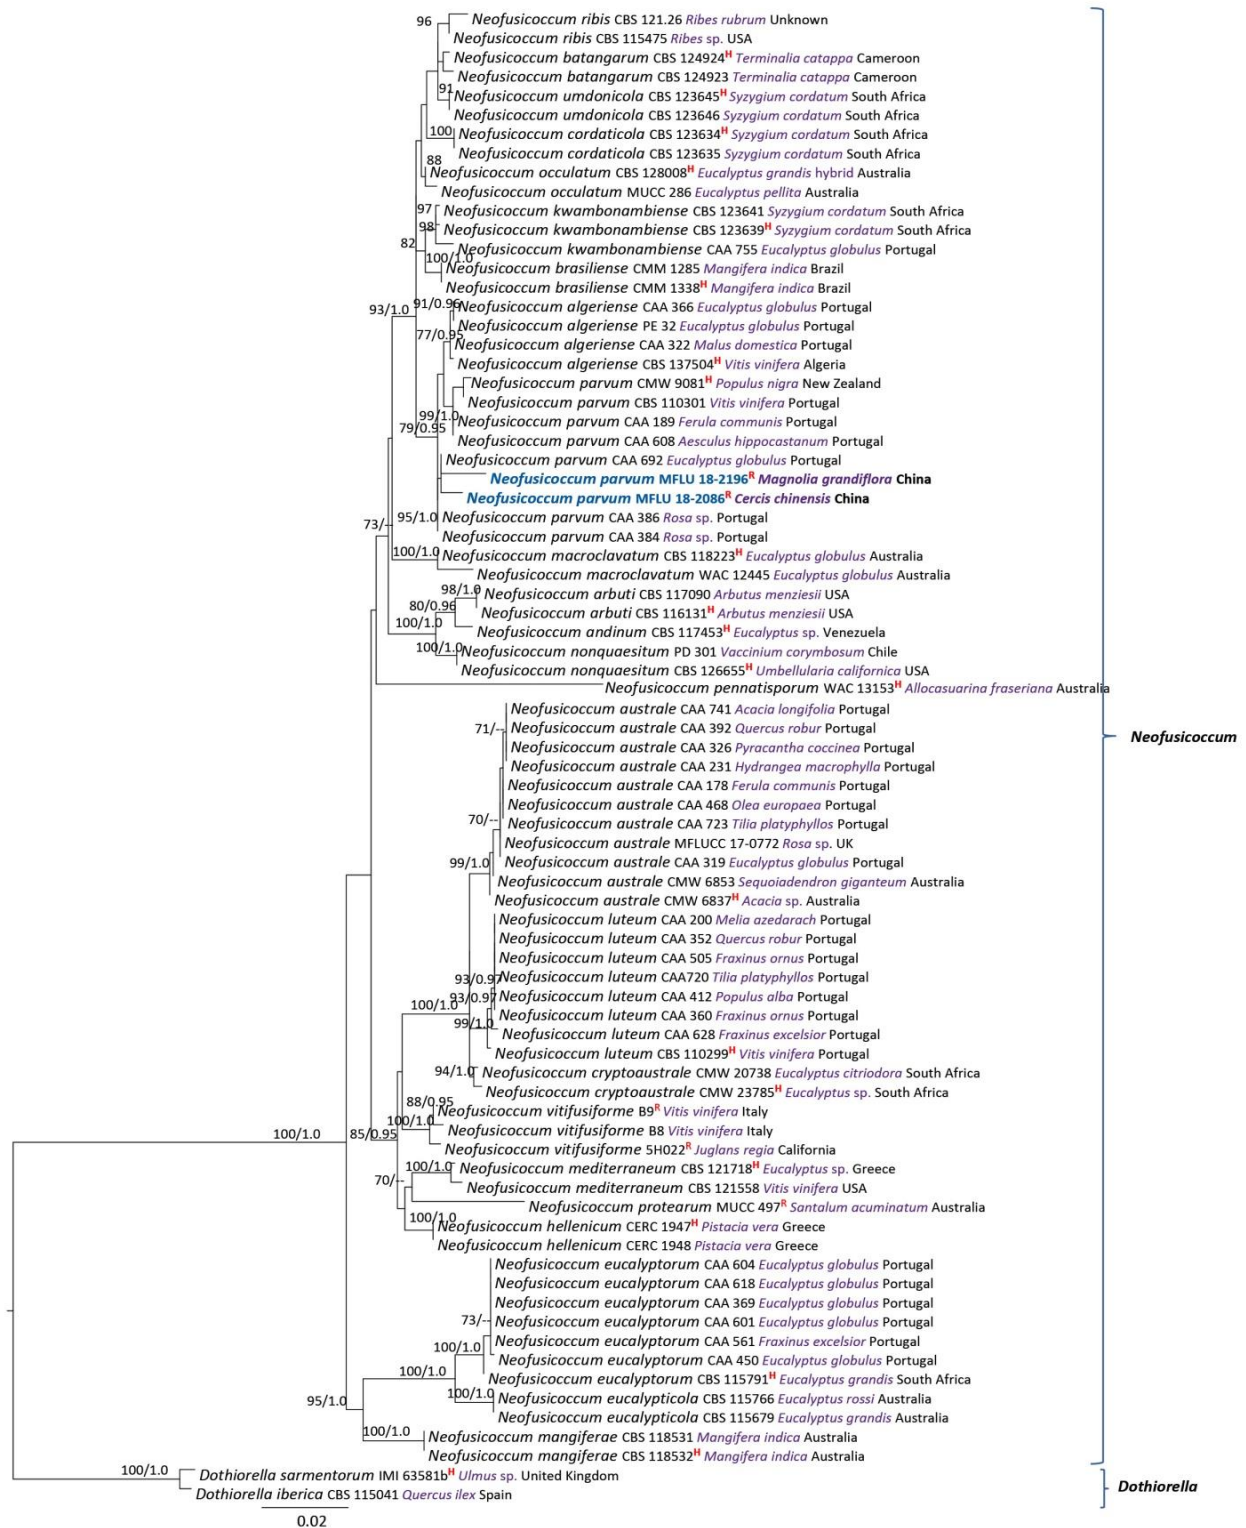 96
Neofusicoccum ribis CBS 121.26 Ribes rubrum Unknown
Neofusicoccum ribis CBS 115475 Ribes sp. USA
Neofusicoccum batangarum CBS 124924H Terminalia catappa Cameroon
Neofusicoccum batangarum CBS 124923 Terminalia catappa Cameroon
91
Neofusicoccum umdonicola CBS 123645H Syzygium cordatum South Africa
Neofusicoccum umdonicola CBS 123646 Syzygium cordatum South Africa
100
Neofusicoccum cordaticola CBS 123634H Syzygium cordatum South Africa
Neofusicoccum cordaticola CBS 123635 Syzygium cordatum South Africa
88
Neofusicoccum occulatum CBS 128008H Eucalyptus grandis hybrid Australia
Neofusicoccum occulatum MUCC 286 Eucalyptus pellita Australia
97
Neofusicoccum kwambonambiense CBS 123641 Syzygium cordatum South Africa
98
Neofusicoccum kwambonambiense CBS 123639H Syzygium cordatum South Africa
82
Neofusicoccum kwambonambiense CAA 755 Eucalyptus globulus Portugal
100/1.0
Neofusicoccum brasiliense CMM 1285 Mangifera indica Brazil
Neofusicoccum brasiliense CMM 1338H Mangifera indica Brazil
93/1.0
91/0.96
Neofusicoccum algeriense CAA 366 Eucalyptus globulus Portugal
Neofusicoccum algeriense PE 32 Eucalyptus globulus Portugal
77/0.95
Neofusicoccum algeriense CAA 322 Malus domestica Portugal
Neofusicoccum algeriense CBS 137504H Vitis vinifera Algeria
Neofusicoccum parvum CMW 9081H Populus nigra New Zealand
Neofusicoccum parvum CBS 110301 Vitis vinifera Portugal
99/1.0
Neofusicoccum parvum CAA 189 Ferula communis Portugal
79/0.95
Neofusicoccum parvum CAA 608 Aesculus hippocastanum Portugal
Neofusicoccum parvum CAA 692 Eucalyptus globulus Portugal
Neofusicoccum parvum MFLU 18-2196R Magnolia grandiflora China
Neofusicoccum parvum MFLU 18-2086R Cercis chinensis China
73/--
95/1.0
Neofusicoccum parvum CAA 386 Rosa sp. Portugal
Neofusicoccum parvum CAA 384 Rosa sp. Portugal
100/1.0
Neofusicoccum macroclavatum CBS 118223H Eucalyptus globulus Australia
Neofusicoccum macroclavatum WAC 12445 Eucalyptus globulus Australia
98/1.0
Neofusicoccum arbuti CBS 117090 Arbutus menziesii USA
80/0.96
Neofusicoccum arbuti CBS 116131H Arbutus menziesii USA
100/1.0
Neofusicoccum andinum CBS 117453H Eucalyptus sp. Venezuela
100/1.0
Neofusicoccum nonquaesitum PD 301 Vaccinium corymbosum Chile
Neofusicoccum nonquaesitum CBS 126655H Umbellularia californica USA
Neofusicoccum pennatisporum WAC 13153H Allocasuarina fraseriana Australia
Neofusicoccum australe CAA 741 Acacia longifolia Portugal
71/--
Neofusicoccum australe CAA 392 Quercus robur Portugal
Neofusicoccum
Neofusicoccum australe CAA 326 Pyracantha coccinea Portugal
Neofusicoccum australe CAA 231 Hydrangea macrophylla Portugal
Neofusicoccum australe CAA 178 Ferula communis Portugal
Neofusicoccum australe CAA 468 Olea europaea Portugal
70/--
Neofusicoccum australe CAA 723 Tilia platyphyllos Portugal
Neofusicoccum australe MFLUCC 17-0772 Rosa sp. UK
99/1.0
Neofusicoccum australe CAA 319 Eucalyptus globulus Portugal
Neofusicoccum australe CMW 6853 Sequoiadendron giganteum Australia
Neofusicoccum australe CMW 6837H Acacia sp. Australia
Neofusicoccum luteum CAA 200 Melia azedarach Portugal
Neofusicoccum luteum CAA 352 Quercus robur Portugal
Neofusicoccum luteum CAA 505 Fraxinus ornus Portugal
93/0.97
Neofusicoccum luteum CAA720 Tilia platyphyllos Portugal
93/0.97
Neofusicoccum luteum CAA 412 Populus alba Portugal
100/1.0
Neofusicoccum luteum CAA 360 Fraxinus ornus Portugal
99/1.0
Neofusicoccum luteum CAA 628 Fraxinus excelsior Portugal
Neofusicoccum luteum CBS 110299H Vitis vinifera Portugal
94/1.0
Neofusicoccum cryptoaustrale CMW 20738 Eucalyptus citriodora South Africa
Neofusicoccum cryptoaustrale CMW 23785H Eucalyptus sp. South Africa
88/0.95
Neofusicoccum vitifusiforme B9R Vitis vinifera Italy
100/1.0
Neofusicoccum vitifusiforme B8 Vitis vinifera Italy
100/1.0
85/0.95
Neofusicoccum vitifusiforme 5H022R Juglans regia California
100/1.0
Neofusicoccum mediterraneum CBS 121718H Eucalyptus sp. Greece
70/--
Neofusicoccum mediterraneum CBS 121558 Vitis vinifera USA
Neofusicoccum protearum MUCC 497R Santalum acuminatum Australia
100/1.0
Neofusicoccum hellenicum CERC 1947H Pistacia vera Greece
Neofusicoccum hellenicum CERC 1948 Pistacia vera Greece
Neofusicoccum eucalyptorum CAA 604 Eucalyptus globulus Portugal
Neofusicoccum eucalyptorum CAA 618 Eucalyptus globulus Portugal
Neofusicoccum eucalyptorum CAA 369 Eucalyptus globulus Portugal
73/--
Neofusicoccum eucalyptorum CAA 601 Eucalyptus globulus Portugal
Neofusicoccum eucalyptorum CAA 561 Fraxinus excelsior Portugal
100/1.0
Neofusicoccum eucalyptorum CAA 450 Eucalyptus globulus Portugal
100/1.0
Neofusicoccum eucalyptorum CBS 115791H Eucalyptus grandis South Africa
95/1.0
100/1.0
Neofusicoccum eucalypticola CBS 115766 Eucalyptus rossi Australia
Neofusicoccum eucalypticola CBS 115679 Eucalyptus grandis Australia
100/1.0
Neofusicoccum mangiferae CBS 118531 Mangifera indica Australia
Neofusicoccum mangiferae CBS 118532H Mangifera indica Australia
100/1.0
Dothiorella sarmentorum IMI 63581bH Ulmus sp. United Kingdom
Dothiorella
Dothiorella iberica CBS 115041 Quercus ilex Spain
0.02